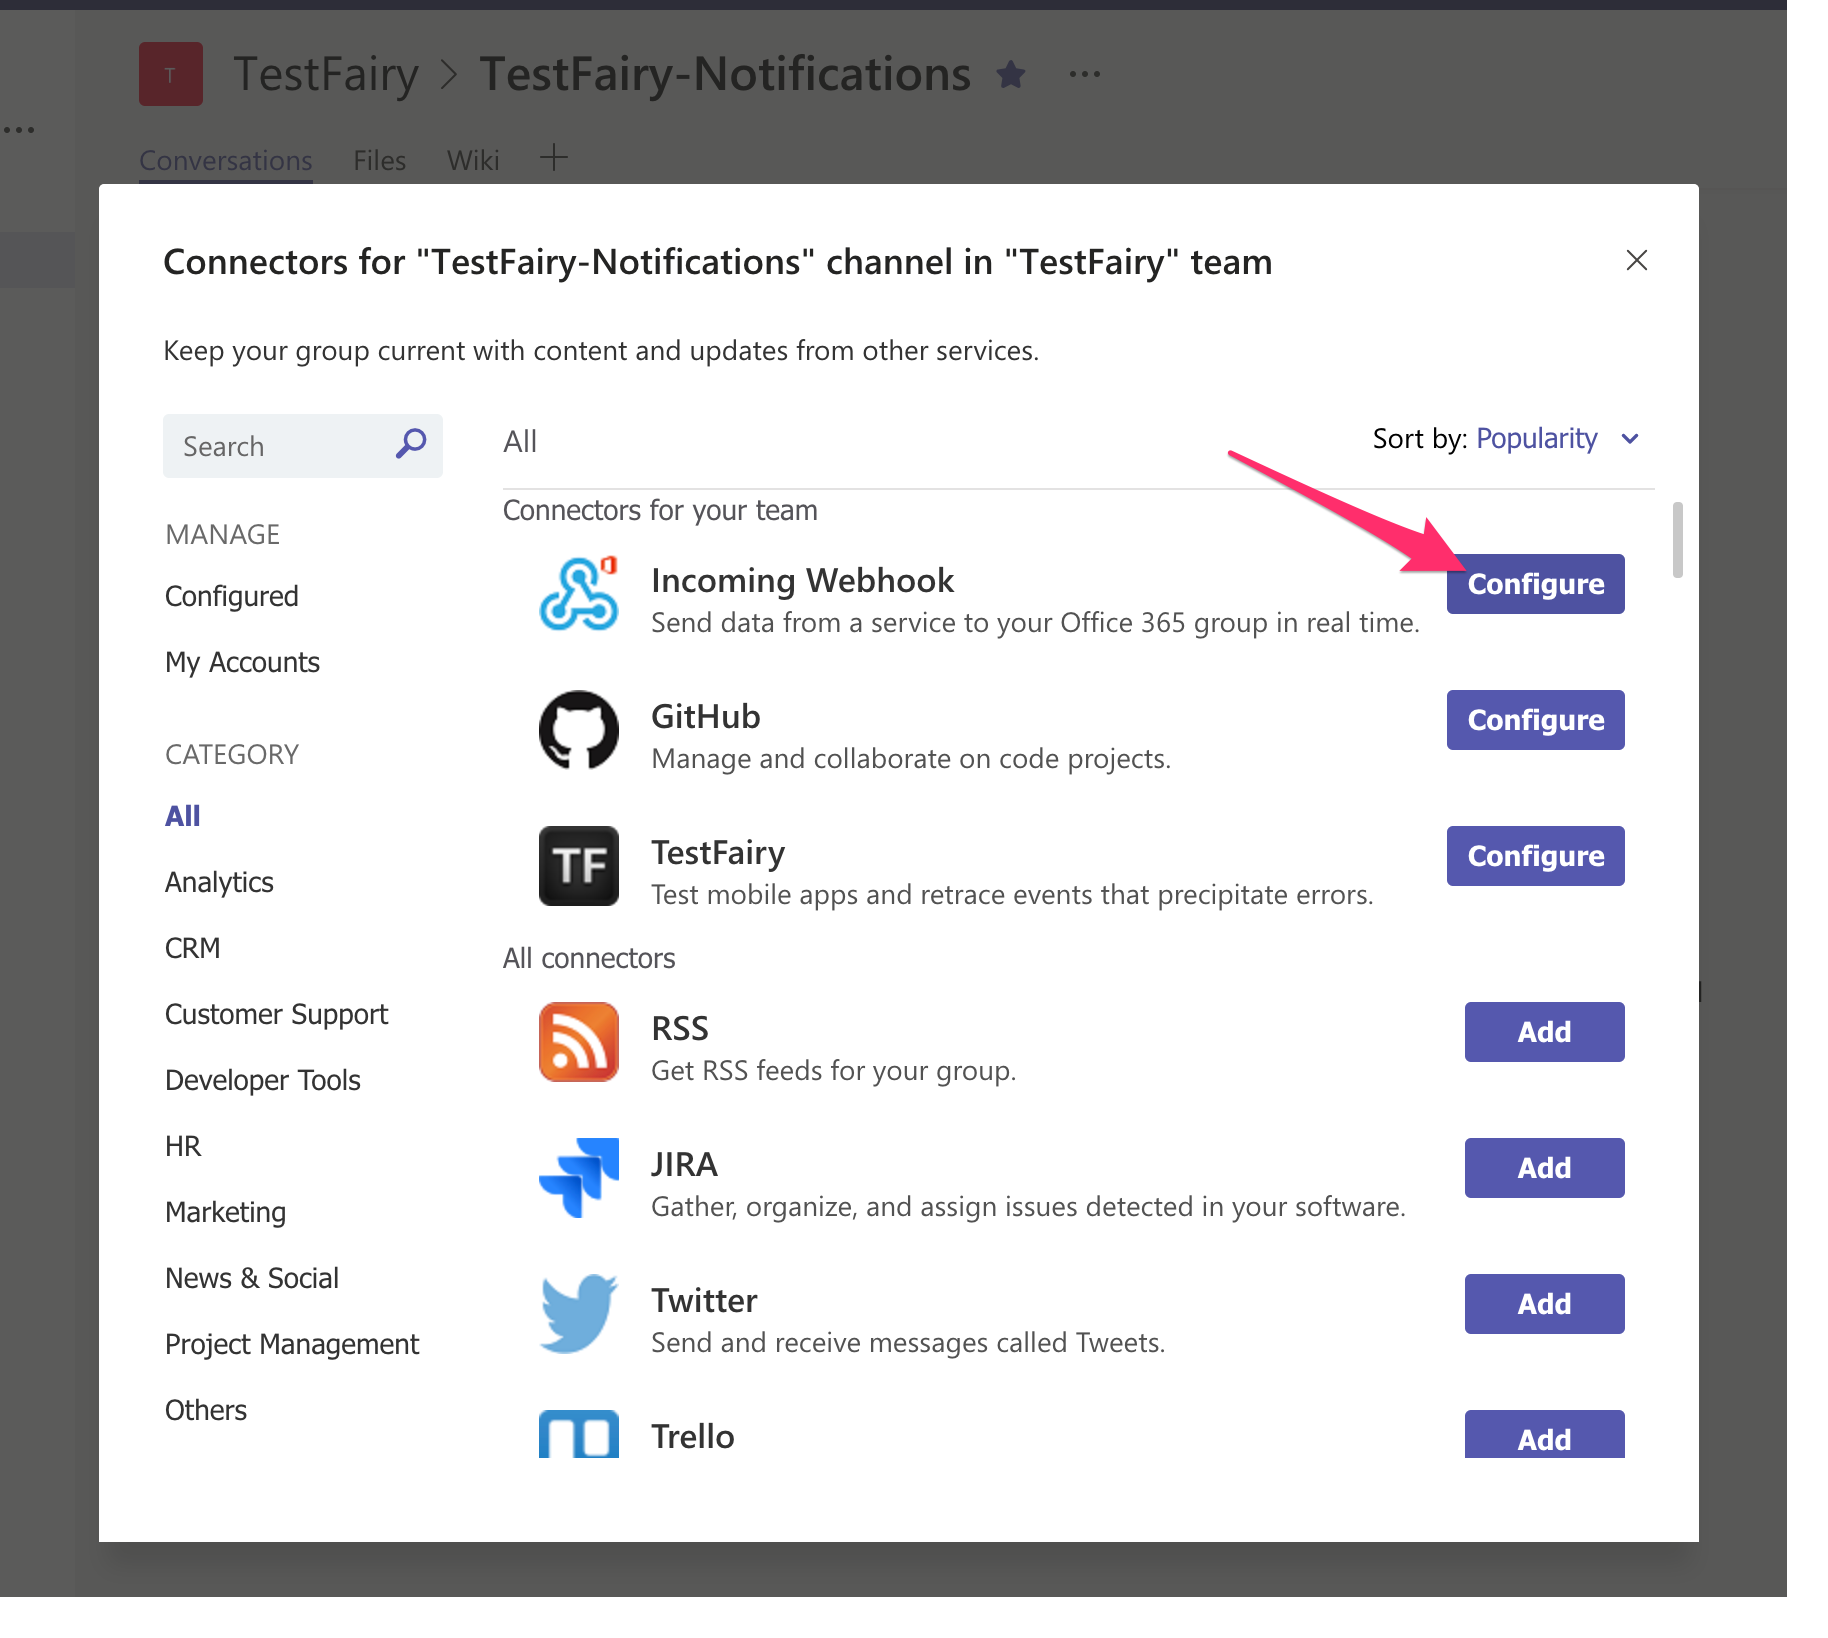 T TestFairy > TestFairy-Notifications ...
...
Conversations Files Wiki +
Connectors for "TestFairy-Notifications" channel in "TestFairy" team
Keep your group current with content and updates from other services.
Search
All
Sort by: Popularity
MANAGE
Configured
My Accounts
CATEGORY
All
Analytics
CRM
Customer Support
Developer Tools
HR
Marketing
News & Social
Project Management
Others
Connectors for your team
Incoming Webhook
Send data from a service to your Office 365 group in real time.
Configure
GitHub
Manage and collaborate on code projects.
Configure
TF
TestFairy
Test mobile apps and retrace events that precipitate errors.
Configure
All connectors
RSS
Get RSS feeds for your group.
Add
JIRA
Gather, organize, and assign issues detected in your software.
Add
Twitter
Send and receive messages called Tweets.
Add
Trello
Add